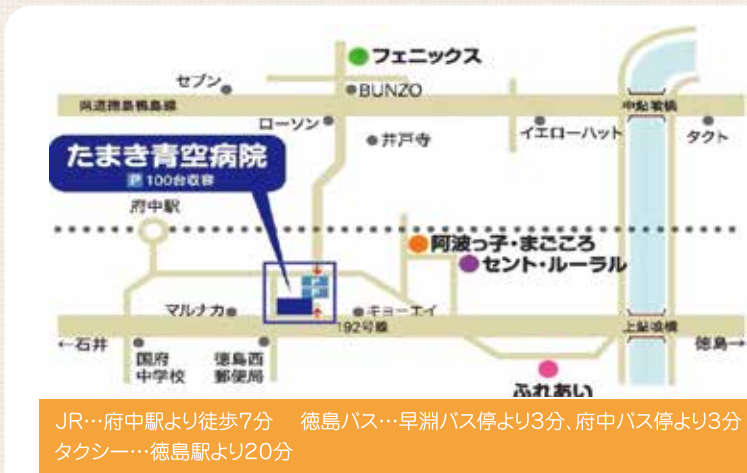 フェニックス
セブン
BUNZO
県道徳島鴨島線
中鮎喰橋
ローソン
井戸寺
イエローハット
タクト
たまき青空病院
P 100台収容
府中駅
阿波っ子・まごころ
セント・ルーラル
P
マルナカ
キョーエイ
192号線
上鮎喰橋
←石井
徳島→
国府
中学校
徳島西
郵便局
ふれあい
JR…府中駅より徒歩7分 徳島バス…早淵バス停より3分、府中バス停より3分
タクシー…徳島駅より20分